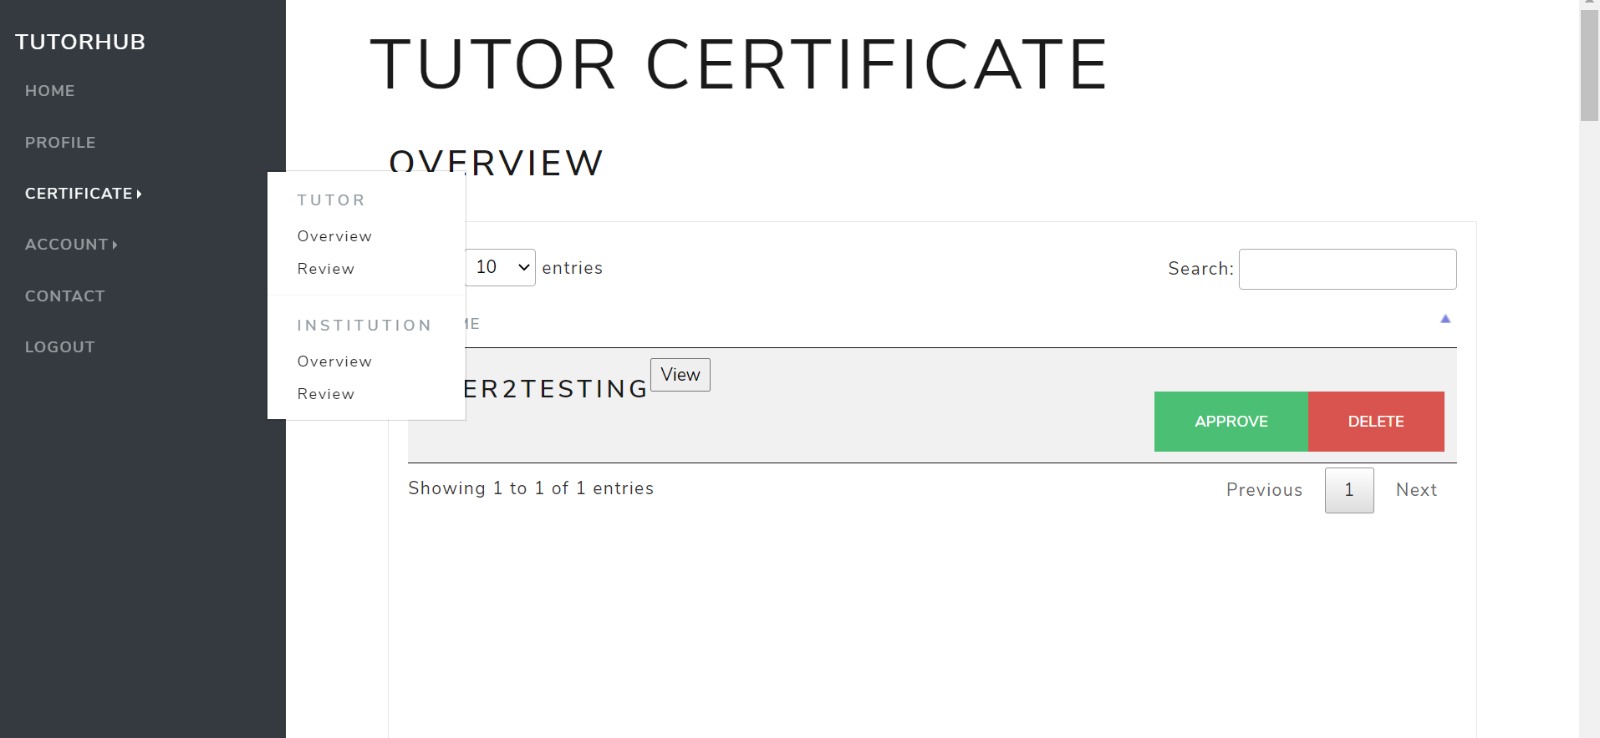 TUTORHUB
HOME
PROFILE
CERTIFICATE
ACCOUNT
CONTACT
LOGOUT
TUTOR
Overview
Review
INSTITUTION
Overview
Review
TUTOR CERTIFICATE
OVERVIEW
10 entries
Search:
ER2TESTING View
APPROVE DELETE
Showing 1 to 1 of 1 entries
Previous 1 Next